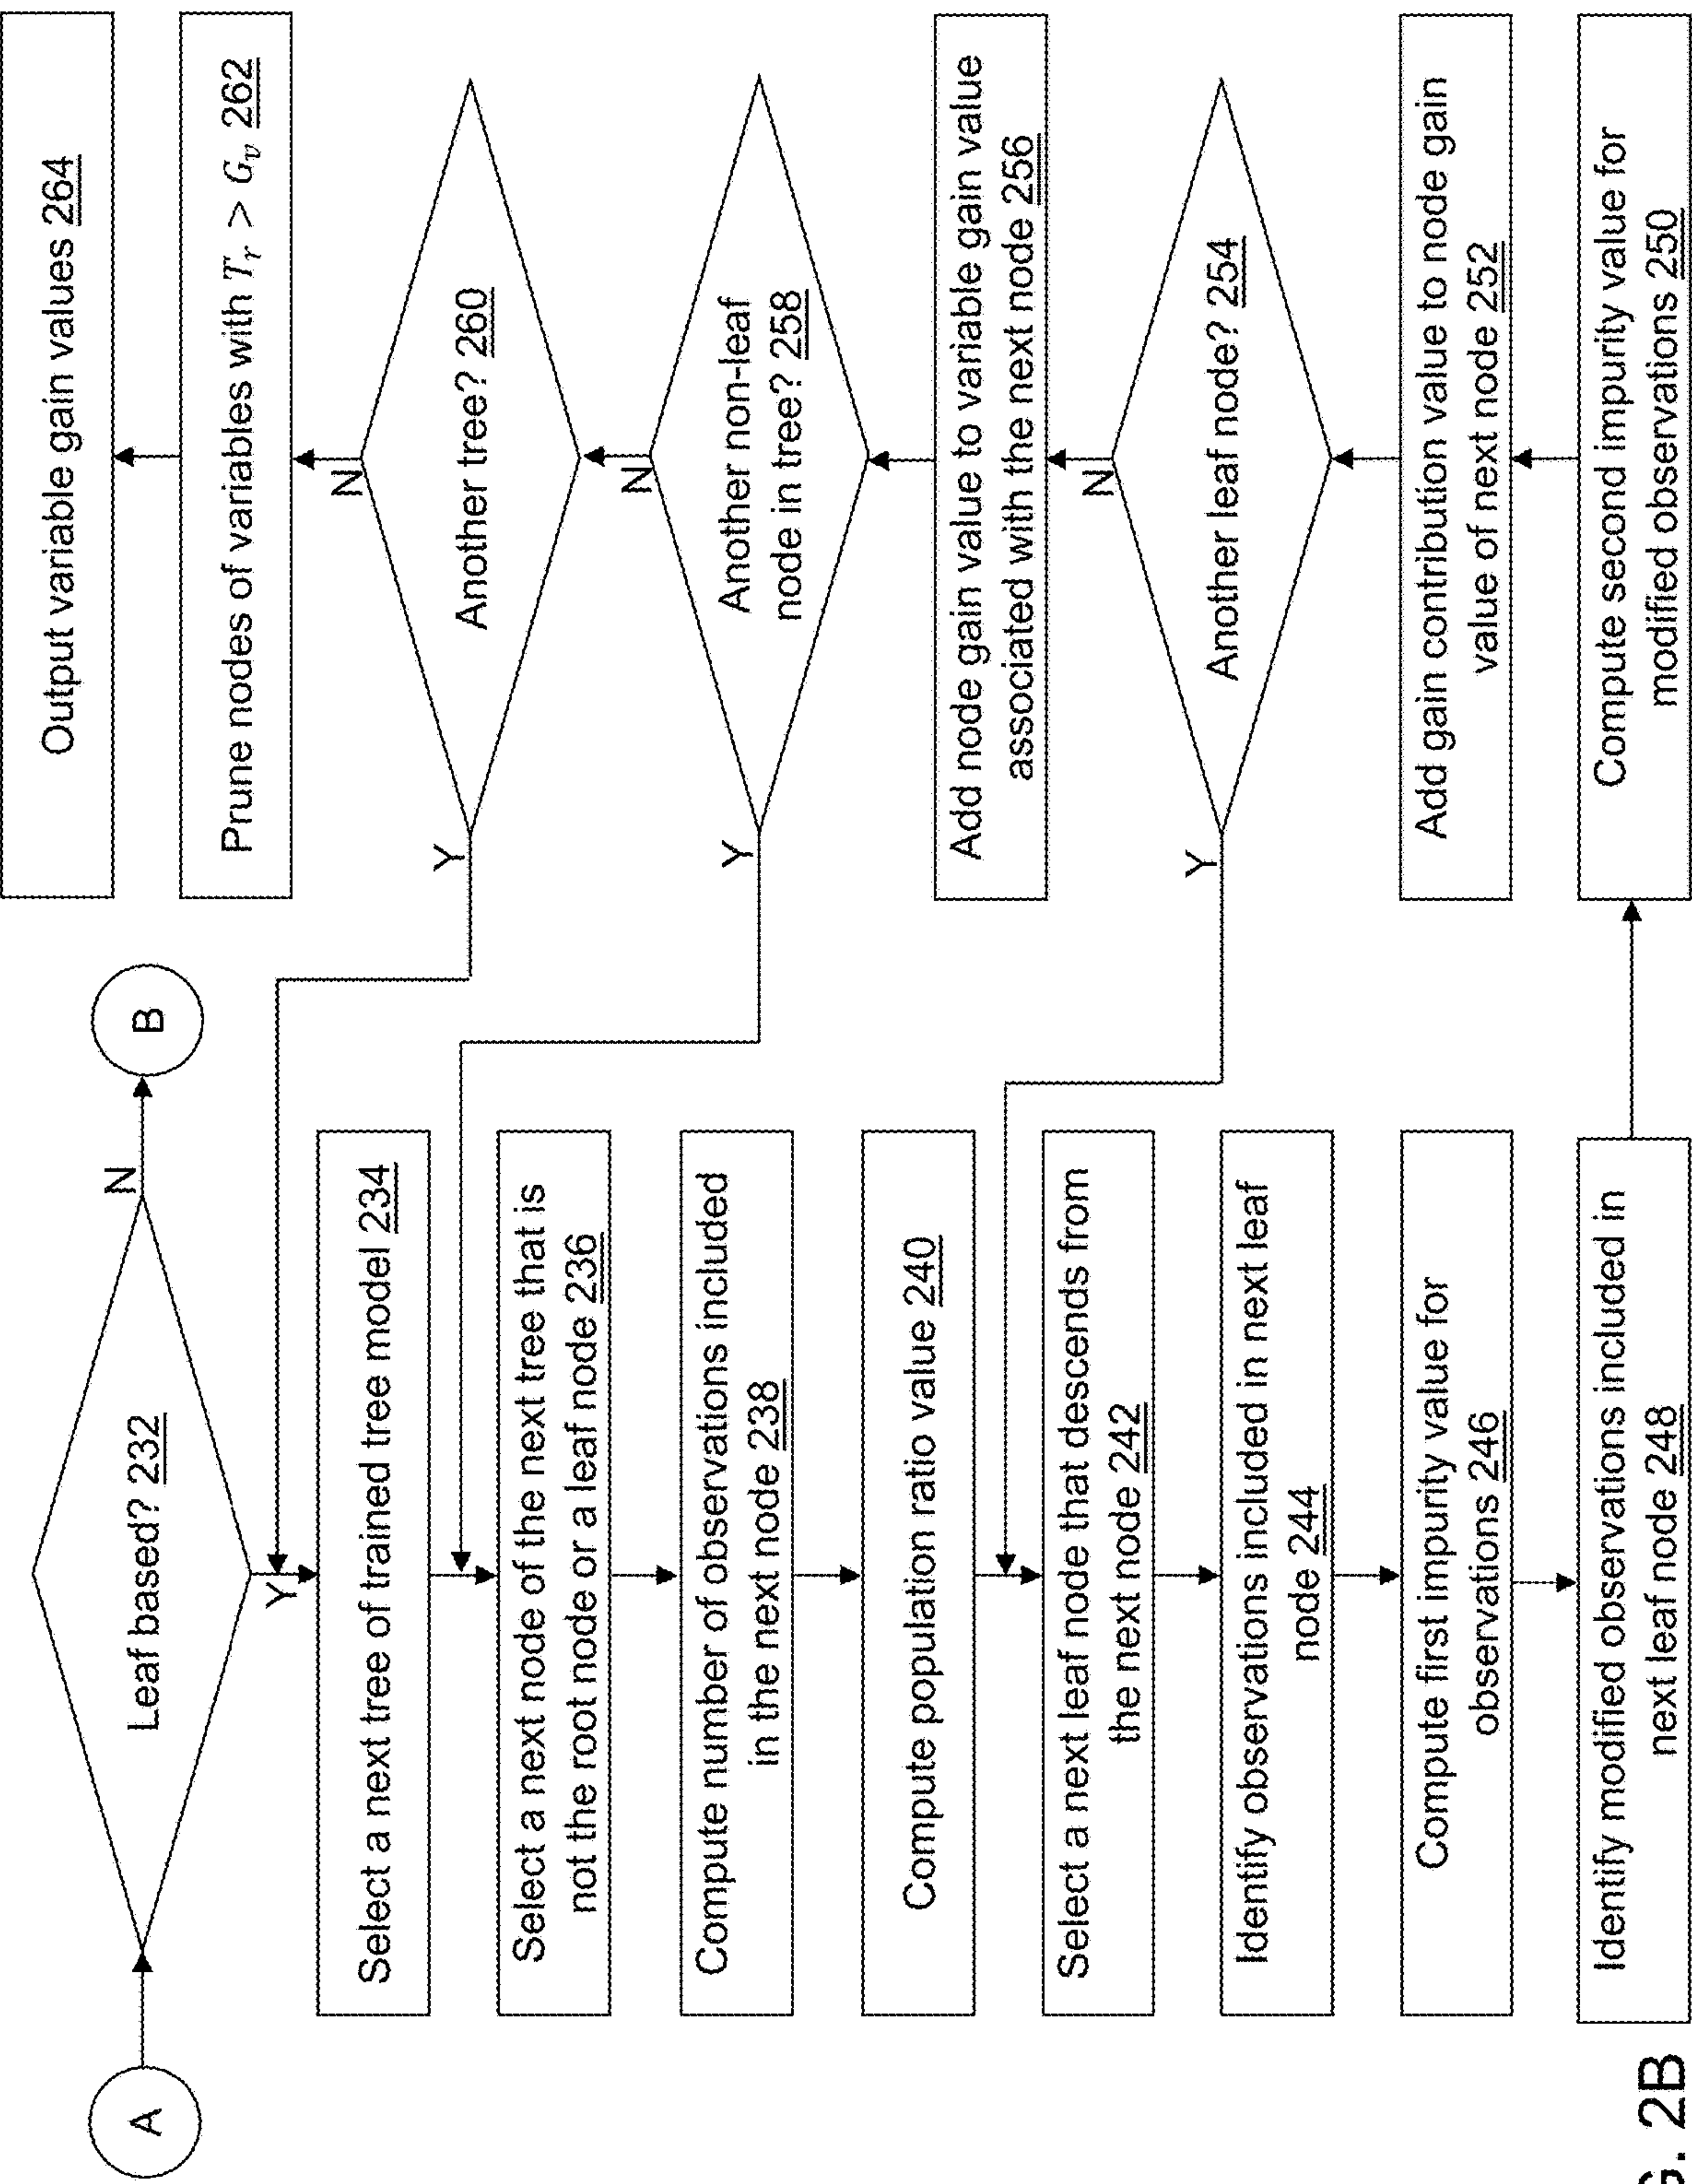 A
Leaf based? 232
N
B
Y
Select a next tree of trained tree model 234
Select a next node of the next tree that is
not the root node or a leaf node 236
Compute number of observations included
in the next node 238
Compute population ratio value 240
Select a next leaf node that descends from
the next node 242
Identify observations included in next leaf
node 244
Compute first impurity value for
observations 246
Identify modified observations included in
next leaf node 248
Compute second impurity value for
modified observations 250
Add gain contribution value to node gain
value of next node 252
Another leaf node? 254
Y
N
Add node gain value to variable gain value
associated with the next node 256
Another non-leaf
node in tree? 258
Y
N
Another tree? 260
Y
N
Prune nodes of variables with T_r > G_v 262
Output variable gain values 264
G. 2B